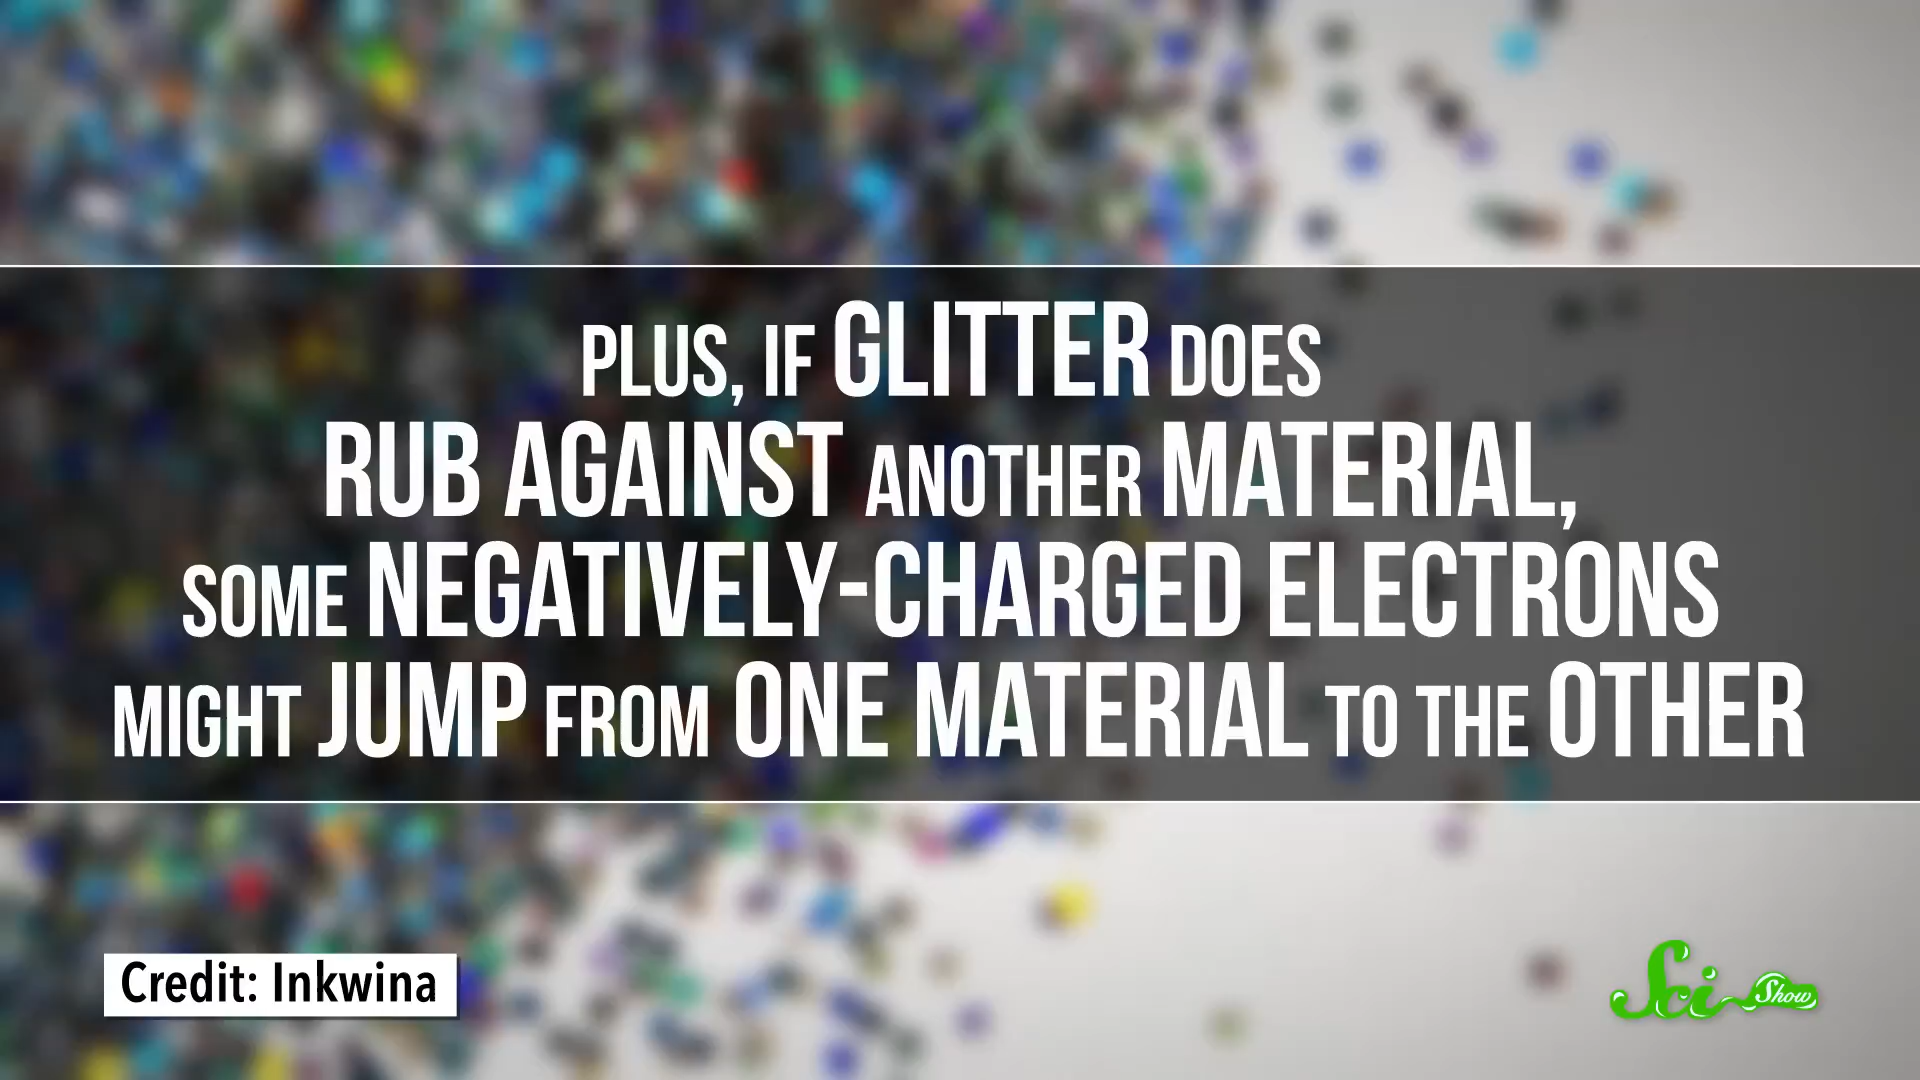 PLUS, IF GLITTER DOES
RUB AGAINST ANOTHER MATERIAL,
SOME NEGATIVELY-CHARGED ELECTRONS
MIGHT JUMP FROM ONE MATERIAL TO THE OTHER
Credit: Inkwina
Sci Show